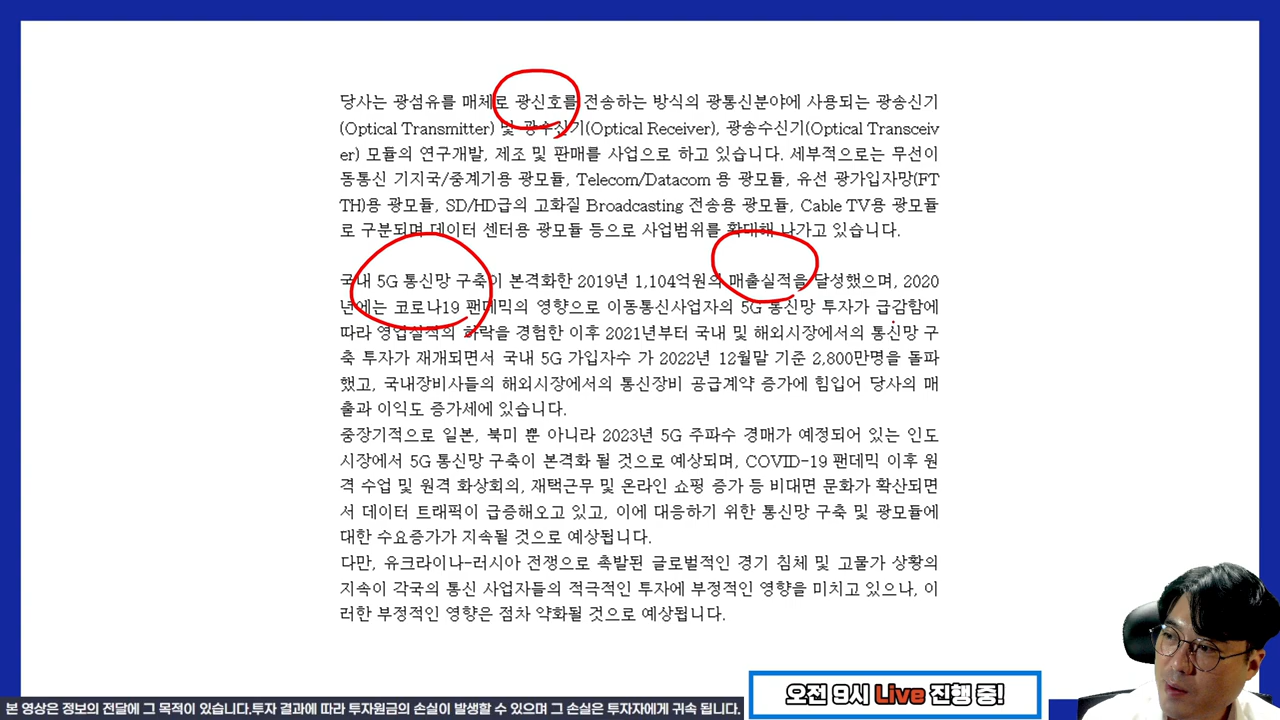 당사는 광섬유를 매체로 광신호를 전송하는 방식의 광통신분야에 사용되는 광송신기
(Optical Transmitter) 및 광수신기(Optical Receiver), 광송수신기(Optical Transceiv
er) 모듈의 연구개발, 제조 및 판매를 사업으로 하고 있습니다. 세부적으로는 무선이
동통신 기지국/중계기용 광모듈, Telecom/Datacom 용 광모듈, 유선 광가입자망(FT
TH)용 광모듈, SD/HD급의 고화질 Broadcasting 전송용 광모듈, Cable TV용 광모듈
로 구분되며 데이터 센터용 광모듈 등으로 사업범위를 확대해 나가고 있습니다.
국내 5G 통신망 구축이 본격화한 2019년 1,104억원의 매출실적을 달성했으며, 2020
년에는 코로나19 팬데믹의 영향으로 이동통신사업자의 5G 통신망 투자가 급감함에
따라 영업실적의 하락을 경험한 이후 2021년부터 국내 및 해외시장에서의 통신망 구
축 투자가 재개되면서 국내 5G 가입자수 가 2022년 12월말 기준 2,800만명을 돌파
했고, 국내장비사들의 해외시장에서의 통신장비 공급계약 증가에 힘입어 당사의 매
출과 이익도 증가세에 있습니다.
중장기적으로 일본, 북미 뿐 아니라 2023년 5G 주파수 경매가 예정되어 있는 인도
시장에서 5G 통신망 구축이 본격화 될 것으로 예상되며, COVID-19 팬데믹 이후 원
격 수업 및 원격 화상회의, 재택근무 및 온라인 쇼핑 증가 등 비대면 문화가 확산되면
서 데이터 트래픽이 급증해오고 있고, 이에 대응하기 위한 통신망 구축 및 광모듈에
대한 수요증가가 지속될 것으로 예상됩니다.
다만, 유크라이나-러시아 전쟁으로 촉발된 글로벌적인 경기 침체 및 고물가 상황의
지속이 각국의 통신 사업자들의 적극적인 투자에 부정적인 영향을 미치고 있으나, 이
러한 부정적인 영향은 점차 약화될 것으로 예상됩니다.
오전 9시 Live 진행 중!
본 영상은 정보의 전달에 그 목적이 있습니다.투자 결과에 따라 투자원금의 손실이 발생할 수 있으며 그 손실은 투자자에게 귀속 됩니다.